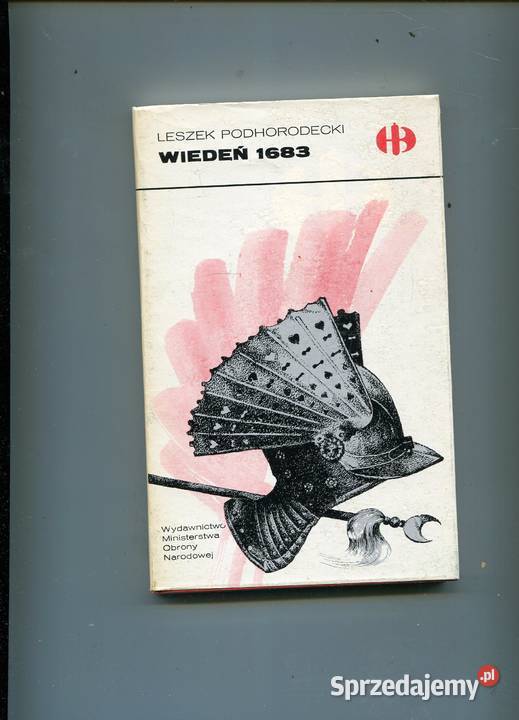 LESZEK PODHORODECKI
WIEDEŃ 1683
HB
Wydawnictwo
Ministerstwa
Obrony
Narodowej
Sprzedajemy.pl